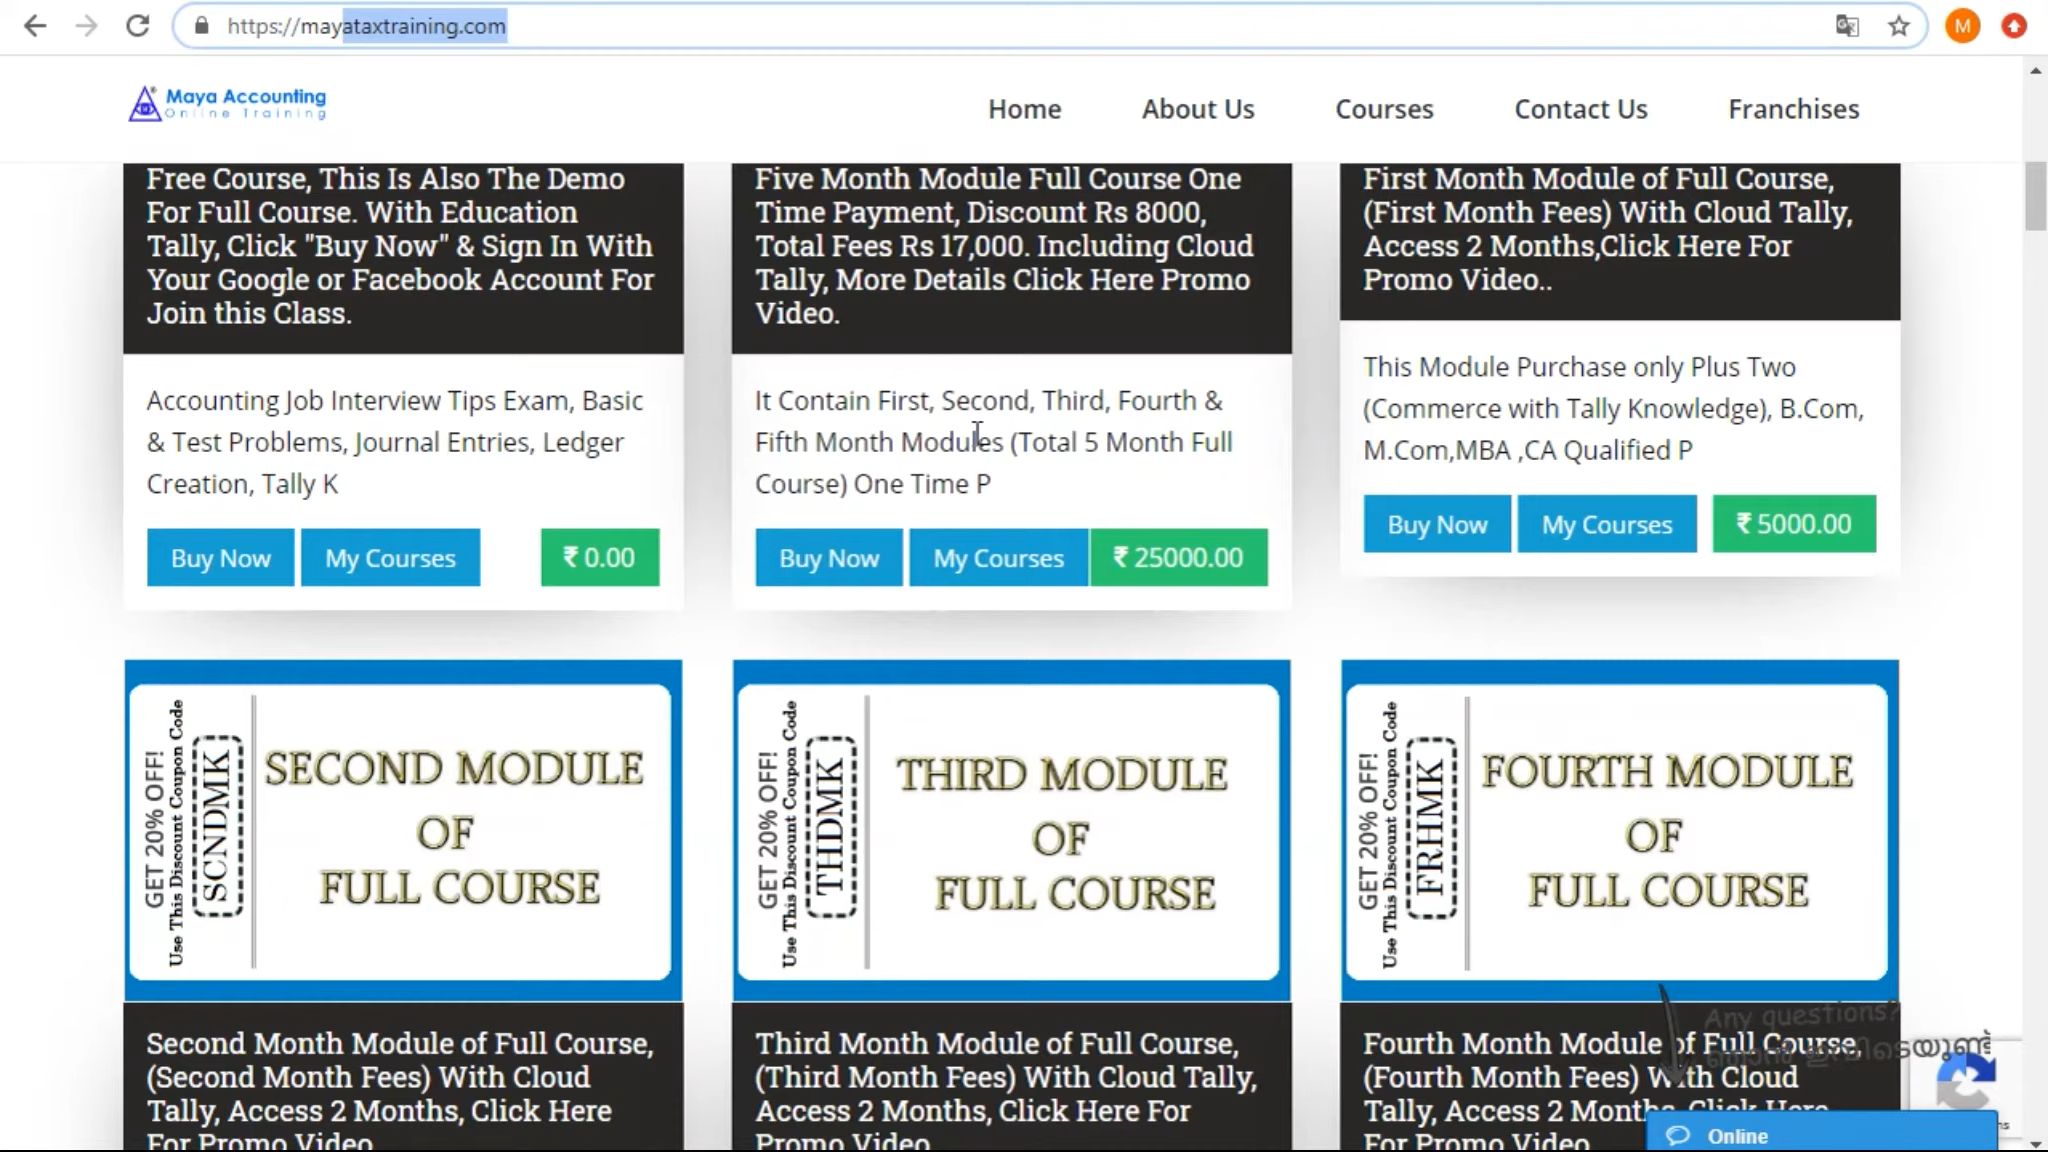 https://mayataxtraining.com
M
Maya Accounting
Online Training
Home
About Us
Courses
Contact Us
Franchises
Free Course, This Is Also The Demo
For Full Course. With Education
Tally, Click "Buy Now" & Sign In With
Your Google or Facebook Account For
Join this Class.
Accounting Job Interview Tips Exam, Basic
& Test Problems, Journal Entries, Ledger
Creation, Tally K
Buy Now
My Courses
₹ 0.00
Five Month Module Full Course One
Time Payment, Discount Rs 8000,
Total Fees Rs 17,000. Including Cloud
Tally, More Details Click Here Promo
Video.
It Contain First, Second, Third, Fourth &
Fifth Month Modules (Total 5 Month Full
Course) One Time P
Buy Now
My Courses
₹ 25000.00
First Month Module of Full Course,
(First Month Fees) With Cloud Tally,
Access 2 Months,Click Here For
Promo Video..
This Module Purchase only Plus Two
(Commerce with Tally Knowledge), B.Com,
M.Com,MBA ,CA Qualified P
Buy Now
My Courses
₹ 5000.00
GET 20% OFF!
Use This Discount Coupon Code
SCNDMK
SECOND MODULE
OF
FULL COURSE
Second Month Module of Full Course,
(Second Month Fees) With Cloud
Tally, Access 2 Months, Click Here
For Promo Video
GET 20% OFF!
Use This Discount Coupon Code
THDMK
THIRD MODULE
OF
FULL COURSE
Third Month Module of Full Course,
(Third Month Fees) With Cloud Tally,
Access 2 Months, Click Here For
Promo Video
GET 20% OFF!
Use This Discount Coupon Code
FRHMK
FOURTH MODULE
OF
FULL COURSE
Fourth Month Module of Full Course,
(Fourth Month Fees) With Cloud
Tally, Access 2 Months, Click Here
For Promo Video
Any questions?
ഞാൻ ഇവിടെയുണ്ട്
Online